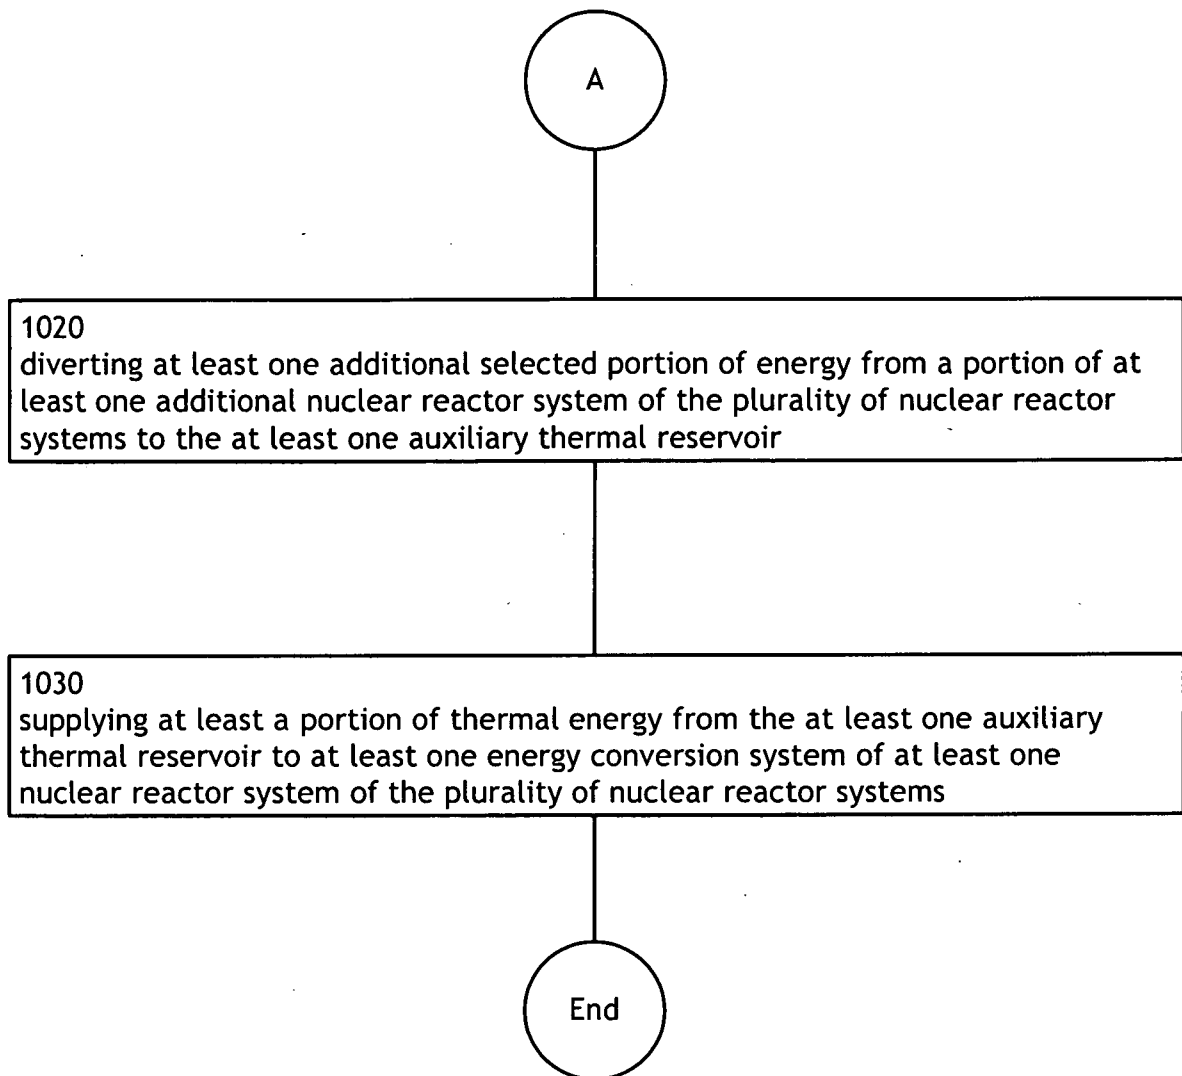 A
1020
diverting at least one additional selected portion of energy from a portion of at
least one additional nuclear reactor system of the plurality of nuclear reactor
systems to the at least one auxiliary thermal reservoir
1030
supplying at least a portion of thermal energy from the at least one auxiliary
thermal reservoir to at least one energy conversion system of at least one
nuclear reactor system of the plurality of nuclear reactor systems
End